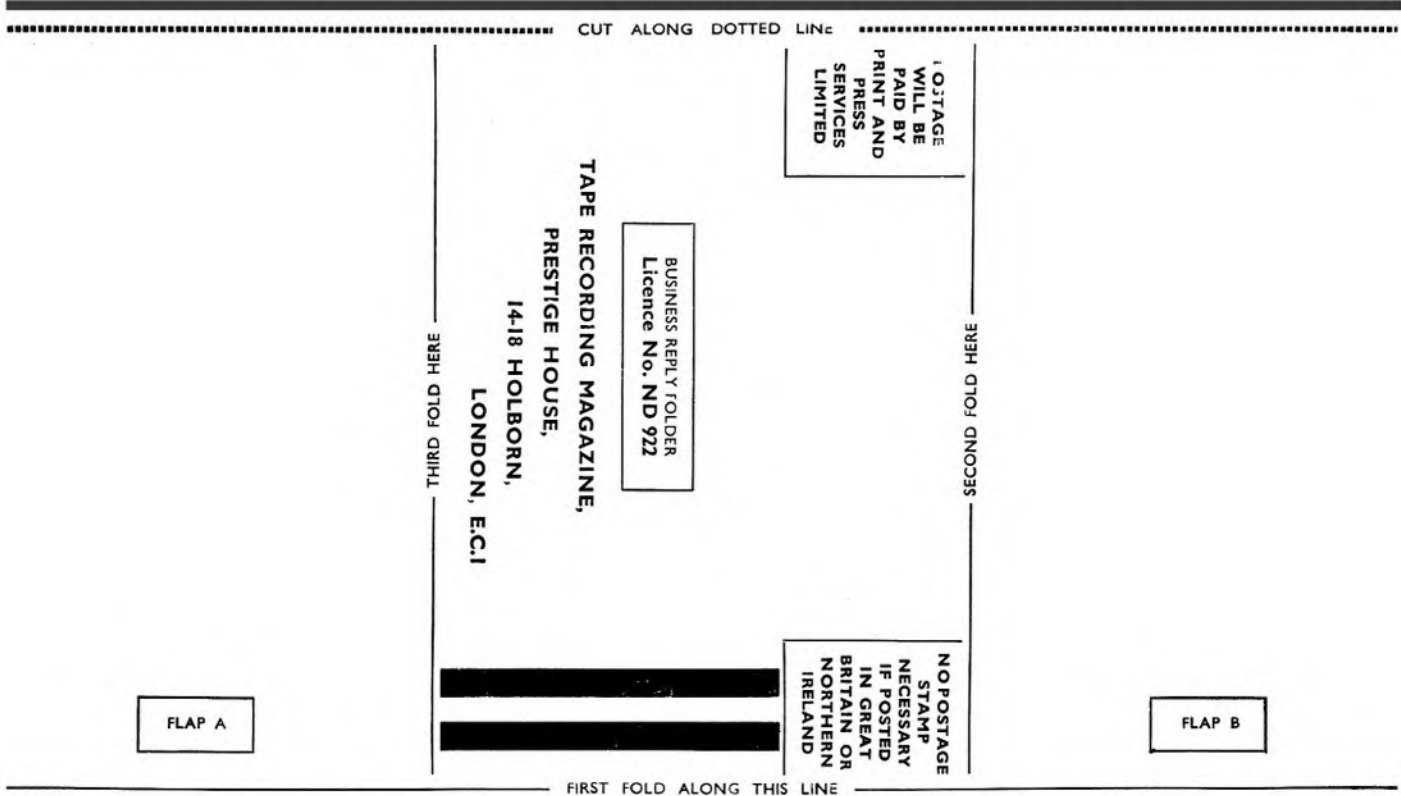 CUT ALONG DOTTED LINE
POSTAGE
WILL BE
PAID BY
PRINT AND
PRESS
SERVICES
LIMITED
NO POSTAGE
STAMP
NECESSARY
IF POSTED
IN GREAT
BRITAIN OR
NORTHERN
IRELAND
BUSINESS REPLY FOLDER
Licence No. ND 922
TAPE RECORDING MAGAZINE,
PRESTIGE HOUSE,
14-18 HOLBORN,
LONDON, E.C.1
THIRD FOLD HERE
SECOND FOLD HERE
FLAP A
FLAP B
FIRST FOLD ALONG THIS LINE